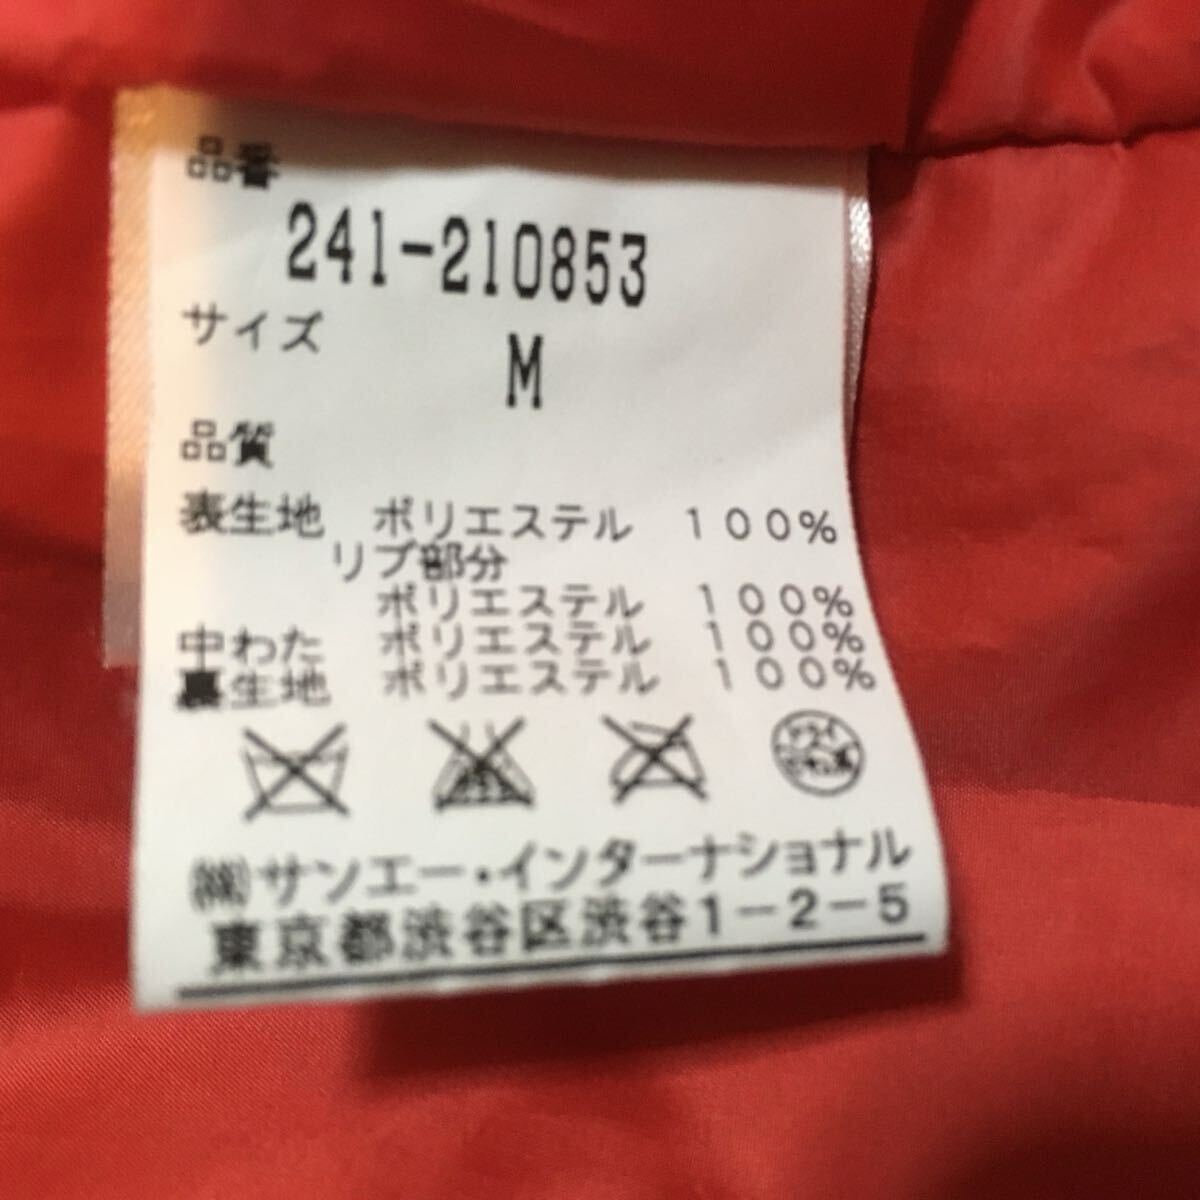 品番
241-210853
サイズ
M
品質
表生地 ポリエステル 100%
リブ部分
ポリエステル 100%
中わた ポリエステル 100%
裏生地 ポリエステル 100%
ドライ
㈱サンエー・インターナショナル
東京都渋谷区渋谷1-2-5